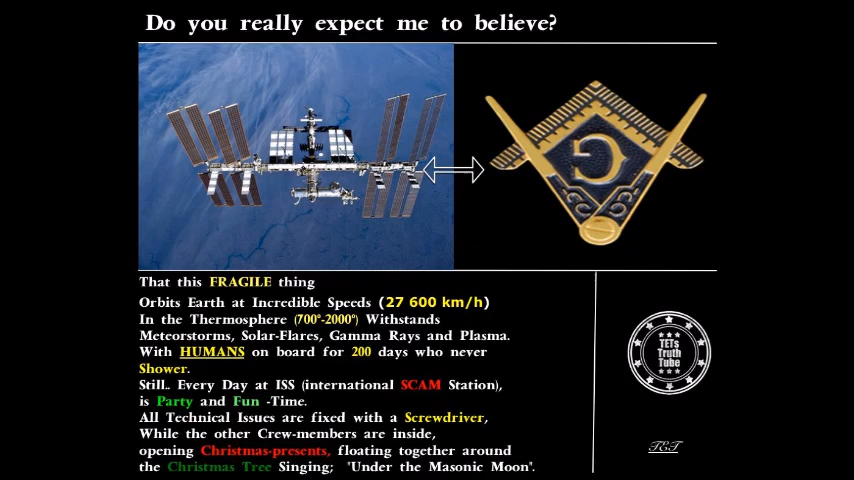 Do you really expect me to believe?
That this FRAGILE thing
Orbits Earth at Incredible Speeds (27 600 km/h)
In the Thermosphere (700°-2000°) Withstands
Meteorstorms, Solar-Flares, Gamma Rays and Plasma.
With HUMANS on board for 200 days who never
Shower.
Still.. Every Day at ISS (international SCAM Station),
is Party and Fun -Time.
All Technical Issues are fixed with a Screwdriver,
While the other Crew-members are inside,
opening Christmas-presents, floating together around
the Christmas Tree Singing; "Under the Masonic Moon".
TETs
Truth
Tube
TET